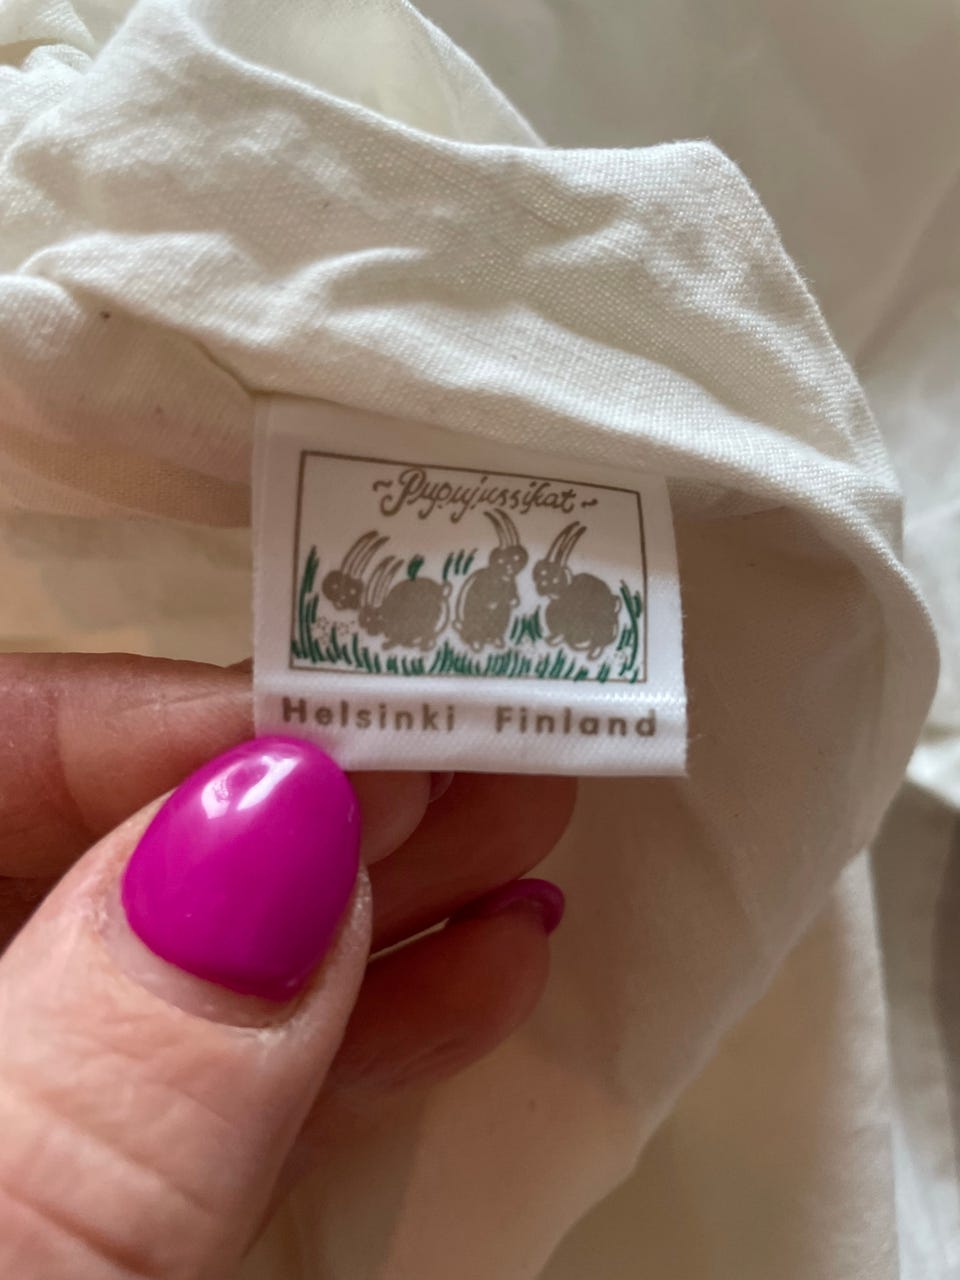 ~Pupujussikat~
Helsinki Finland